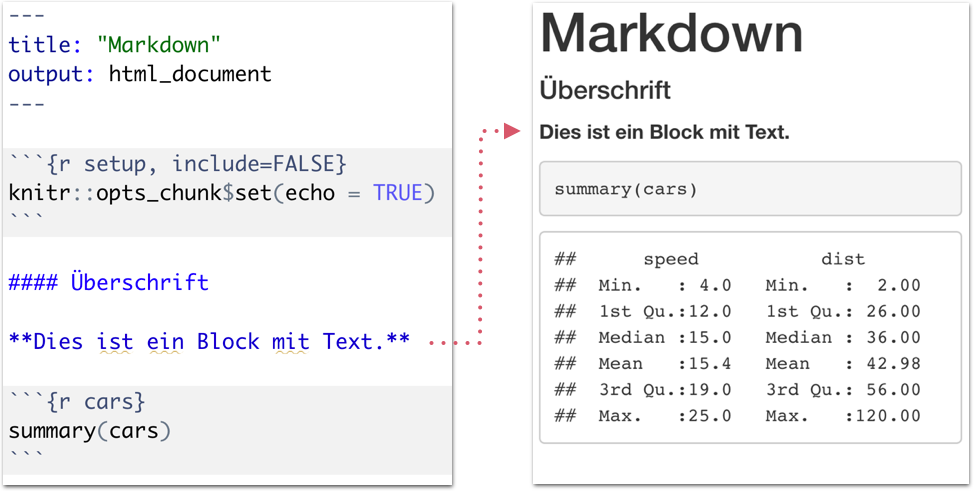 ---
title: "Markdown"
output: html_document
---
```{r setup, include=FALSE}
knitr::opts_chunk$set(echo = TRUE)
```
#### Überschrift
**Dies ist ein Block mit Text.**
```{r cars}
summary(cars)
```
Markdown
Überschrift
Dies ist ein Block mit Text.
summary(cars)
##      speed           dist
##  Min.   : 4.0   Min.   :  2.00
##  1st Qu.:12.0   1st Qu.: 26.00
##  Median :15.0   Median : 36.00
##  Mean   :15.4   Mean   : 42.98
##  3rd Qu.:19.0   3rd Qu.: 56.00
##  Max.   :25.0   Max.   :120.00